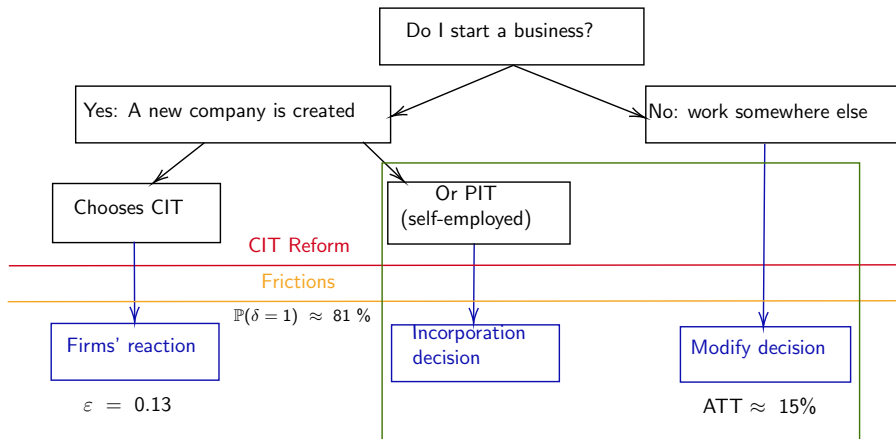 Do I start a business?
Yes: A new company is created
No: work somewhere else
Chooses CIT
Or PIT
(self-employed)
CIT Reform
Frictions
ℙ(δ = 1) ≈ 81 %
Firms' reaction
Incorporation
decision
Modify decision
ε = 0.13
ATT ≈ 15%